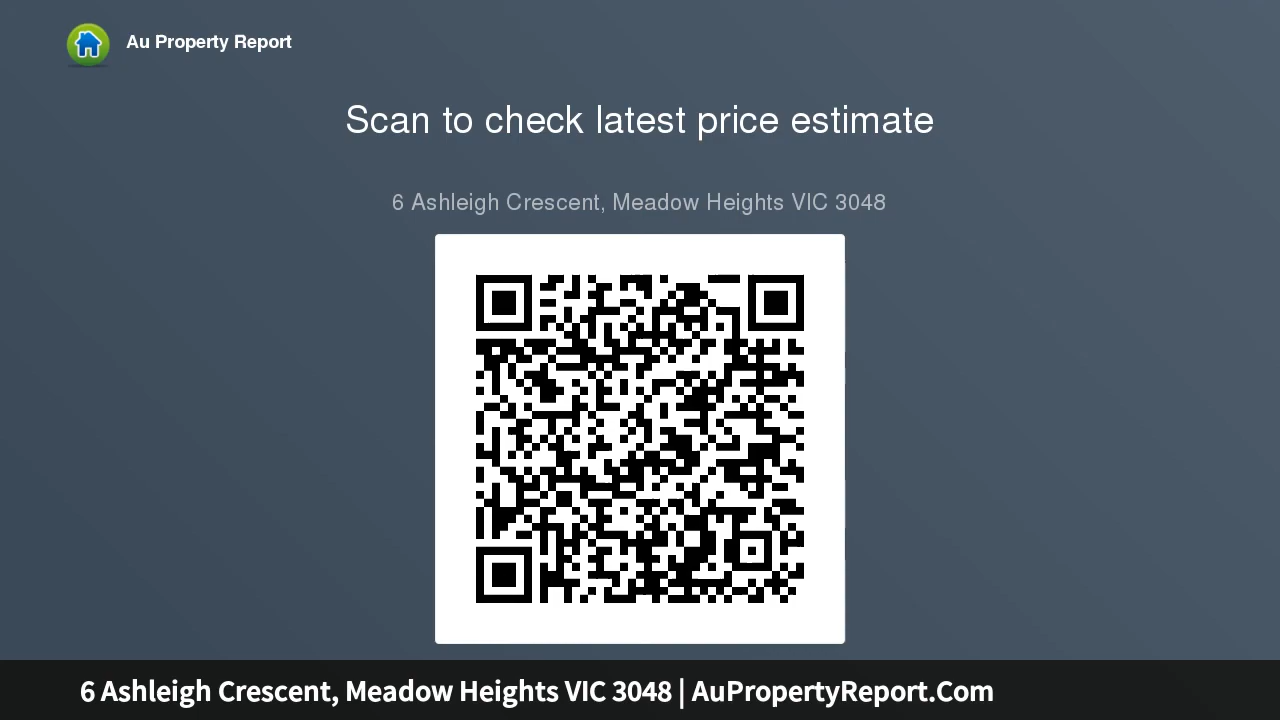 Au Property Report
Scan to check latest price estimate
6 Ashleigh Crescent, Meadow Heights VIC 3048
6 Ashleigh Crescent, Meadow Heights VIC 3048 | AuPropertyReport.Com